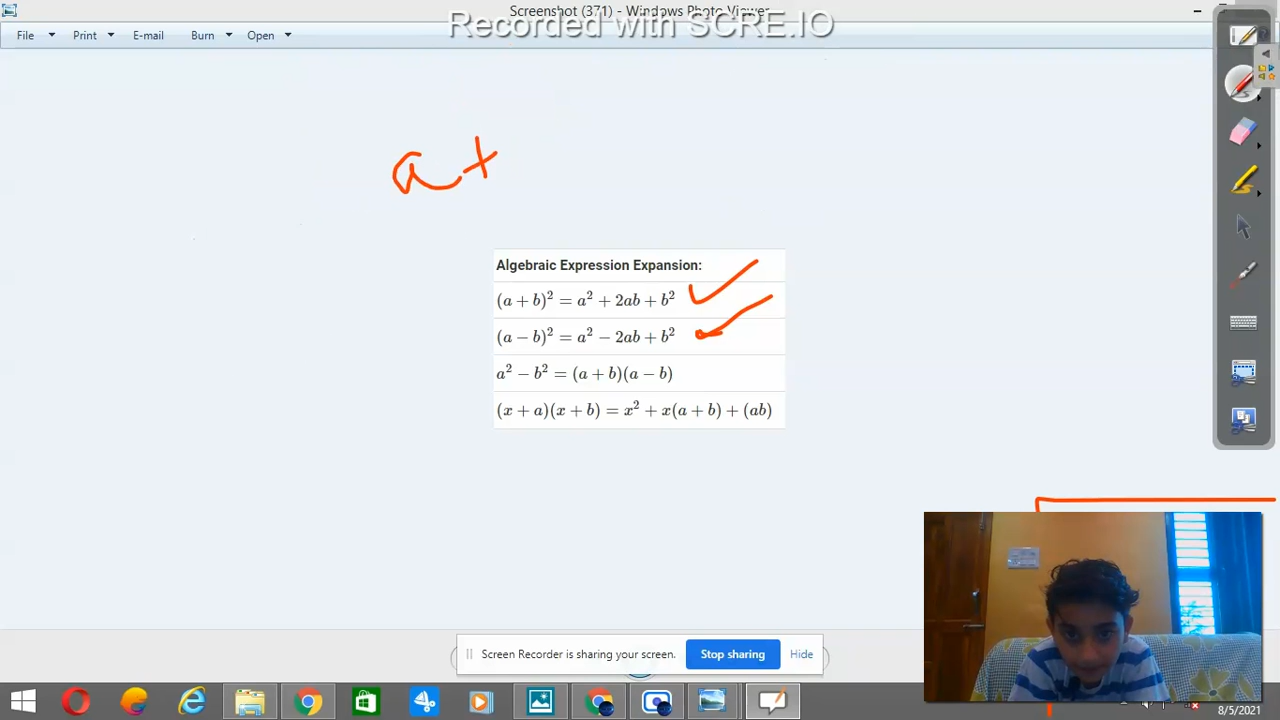 Screenshot (371) - Windows Photo Viewer
Recorded with SCRE.IO
File Print E-mail Burn Open
a +
Algebraic Expression Expansion:
(a + b)² = a² + 2ab + b²
(a − b)² = a² − 2ab + b²
a² − b² = (a + b)(a − b)
(x + a)(x + b) = x² + x(a + b) + (ab)
Screen Recorder is sharing your screen. Stop sharing Hide
8/5/2021